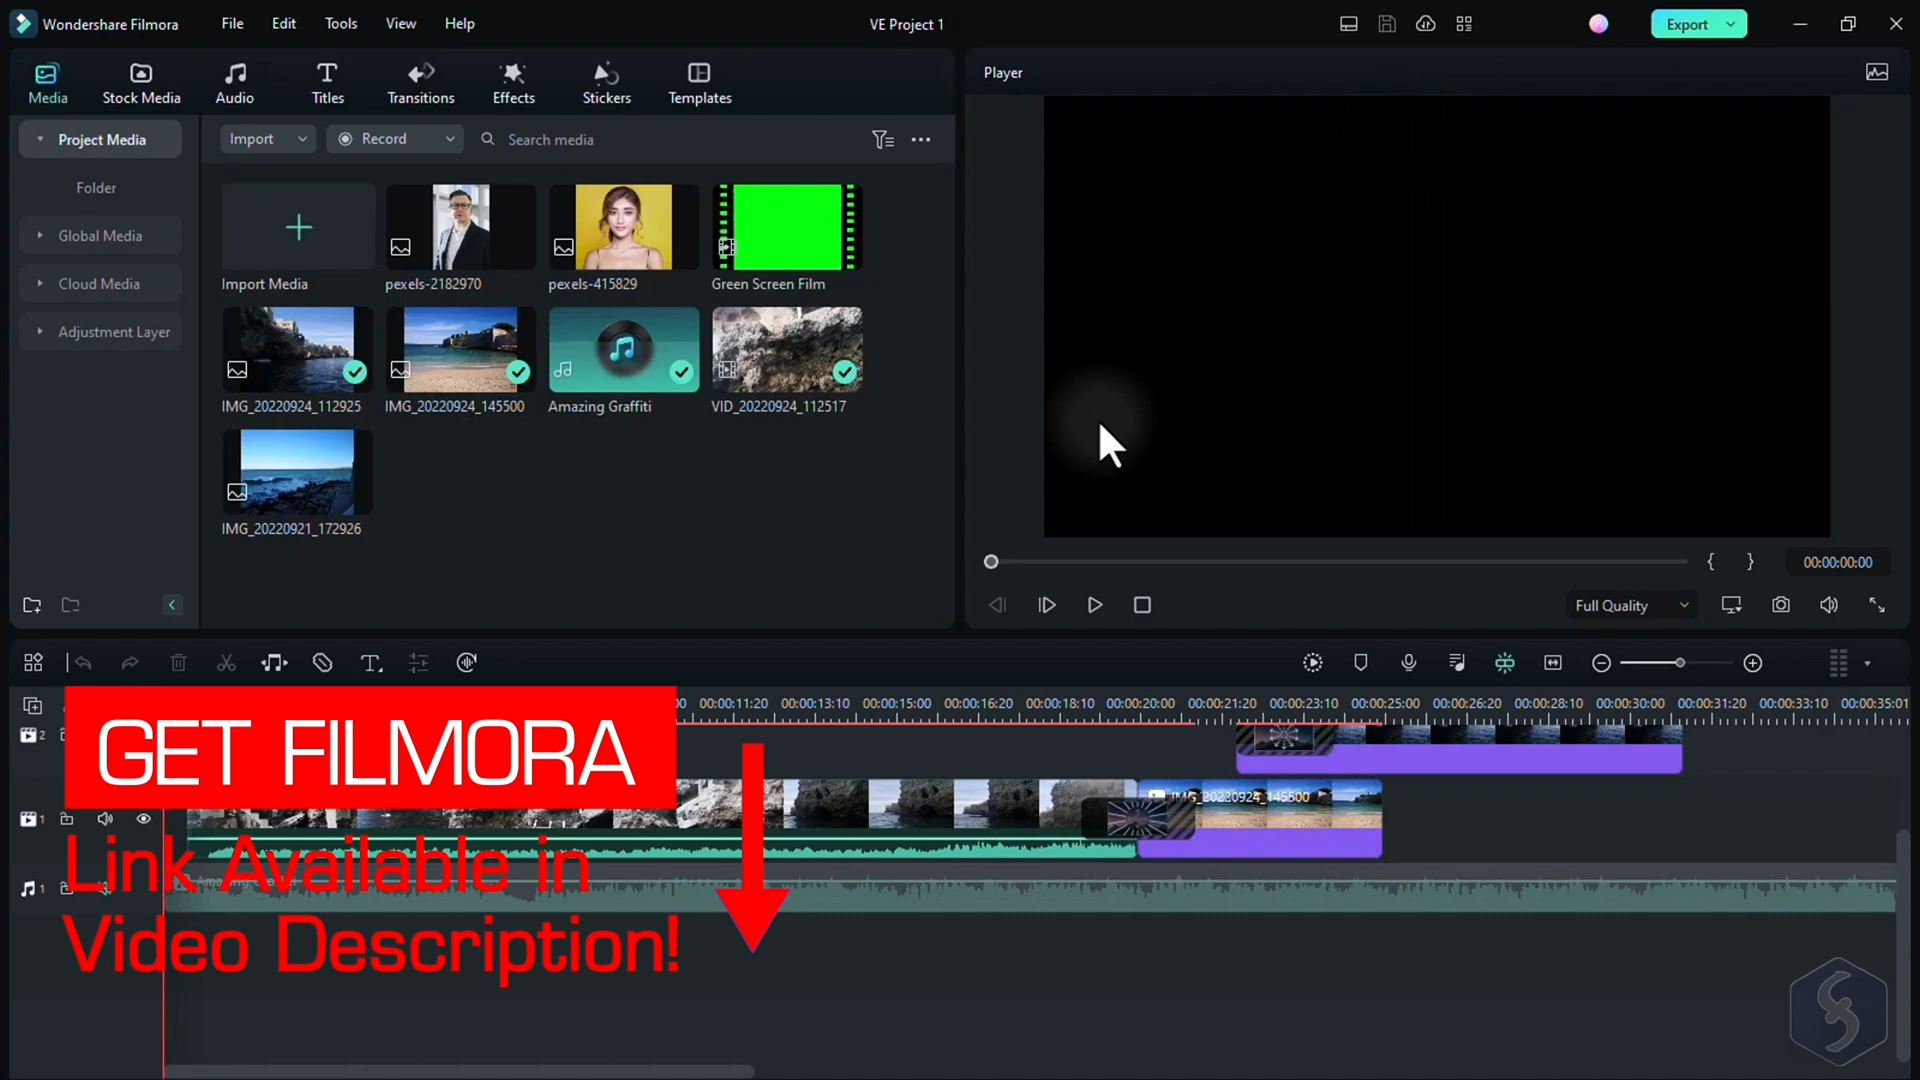 Wondershare Filmora
File
Edit
Tools
View
Help
VE Project 1
Export
Media
Stock Media
Audio
Titles
Transitions
Effects
Stickers
Templates
Player
Project Media
Folder
Global Media
Cloud Media
Adjustment Layer
Import
Record
Search media
Import Media
pexels-2182970
pexels-415829
Green Screen Film
IMG_20220924_112925
IMG_20220924_145500
Amazing Graffiti
VID_20220924_112517
IMG_20220921_172926
00:00:00:00
Full Quality
00:00:11:20
00:00:13:10
00:00:15:00
00:00:16:20
00:00:18:10
00:00:20:00
00:00:21:20
00:00:23:10
00:00:25:00
00:00:26:20
00:00:28:10
00:00:30:00
00:00:31:20
00:00:33:10
00:00:35:01
2
GET FILMORA
IMG_20220924_145500
1
Link Available in
1
Video Description!